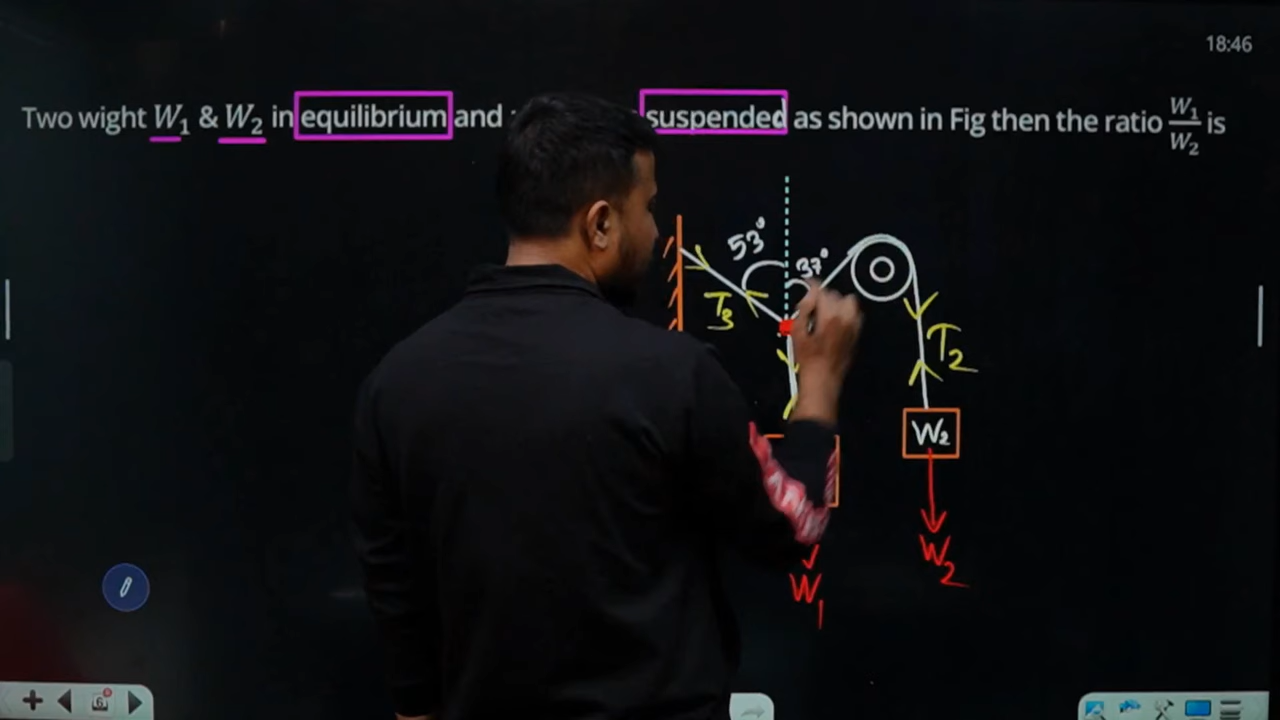 18:46
Two wight W₁ & W₂ in equilibrium and suspended as shown in Fig then the ratio W₁/W₂ is
53° 37°
T₃
T₂
W₂
W₂
W₁
6